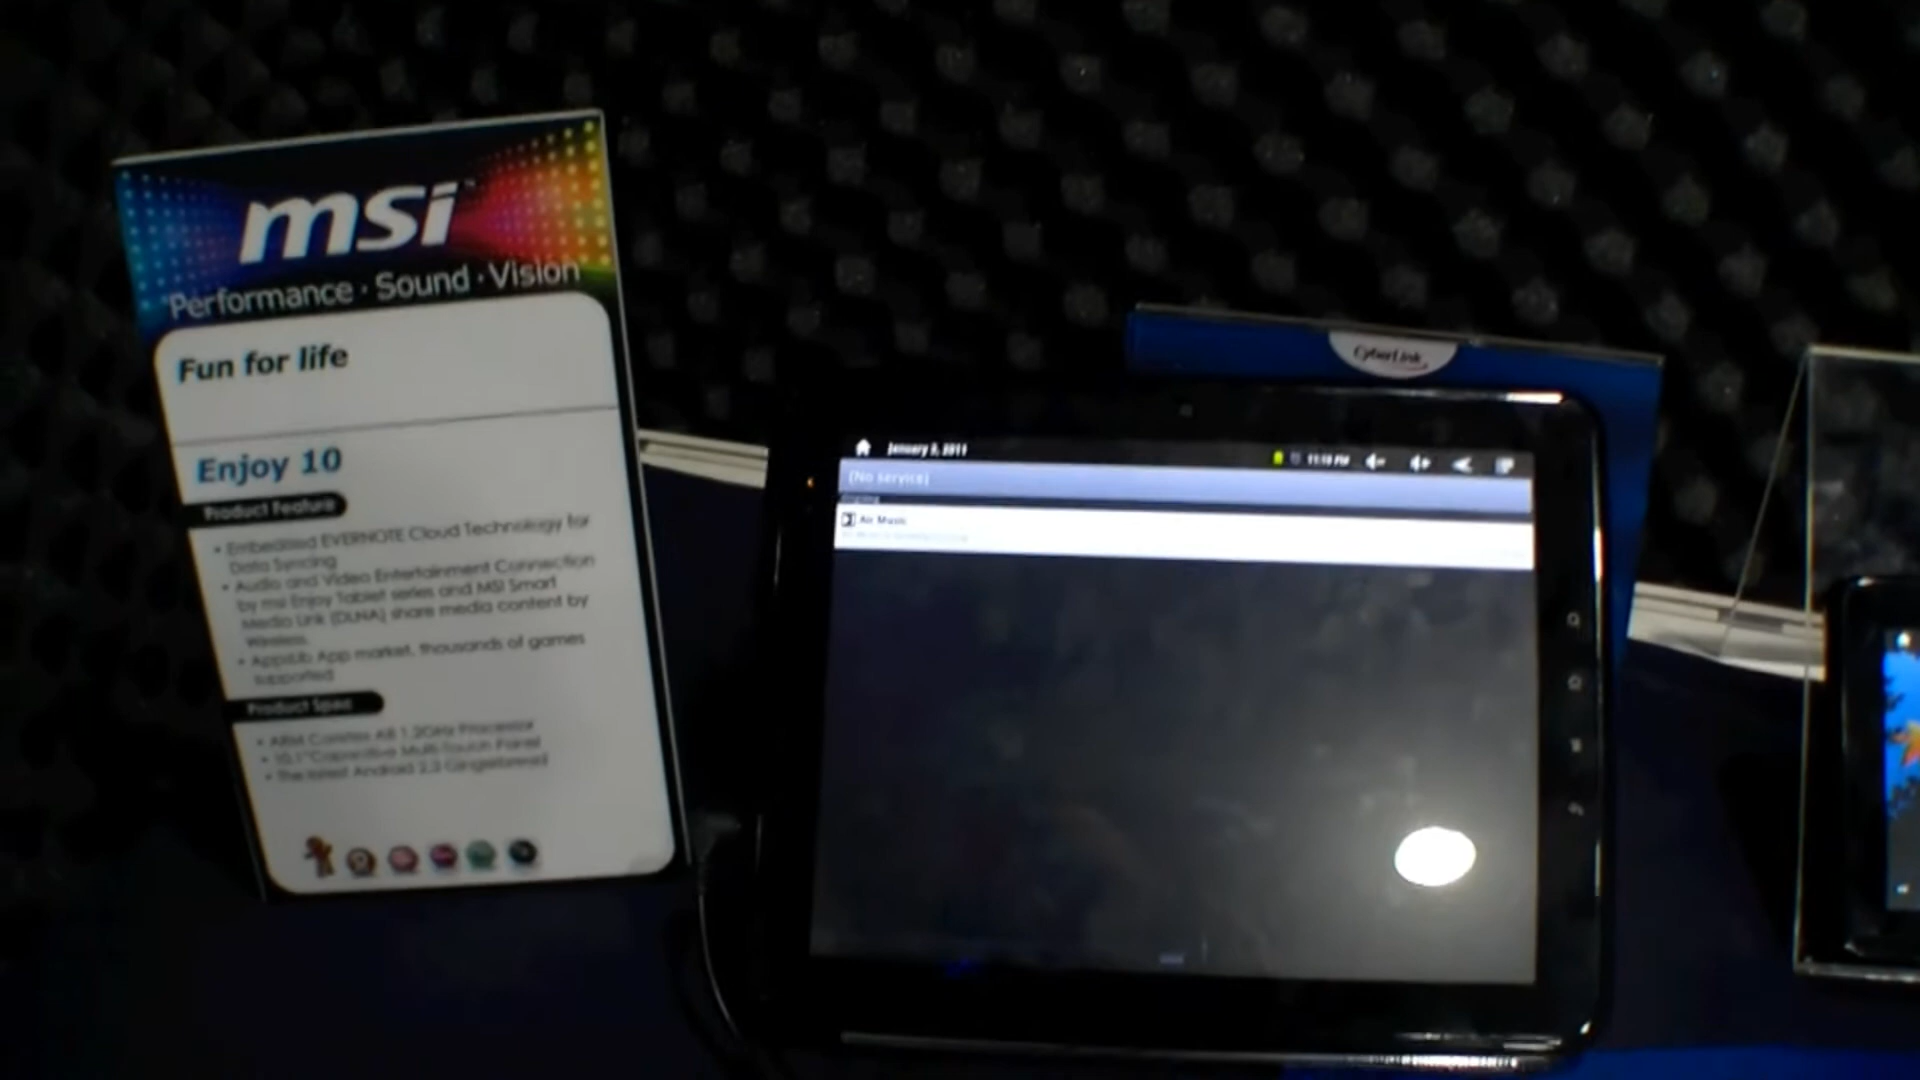 msi
Performance · Sound · Vision
Fun for life
Enjoy 10
Product Feature
• Embedded EVERNOTE Cloud Technology for
Data Syncing
• Audio and Video Entertainment Connection
by msi Enjoy Tablet series and MSI Smart
Media Link (DLNA) share media content by
Wireless.
App market, thousands of games
supported
Product Spec
• ARM Cortex A8 1.2GHz Processor
• 10.1" Capacitive Multi-Touch Panel
• The latest Android 2.3 Gingerbread
CyberLink
January 3, 2011
(No service)
Ongoing
Air Music